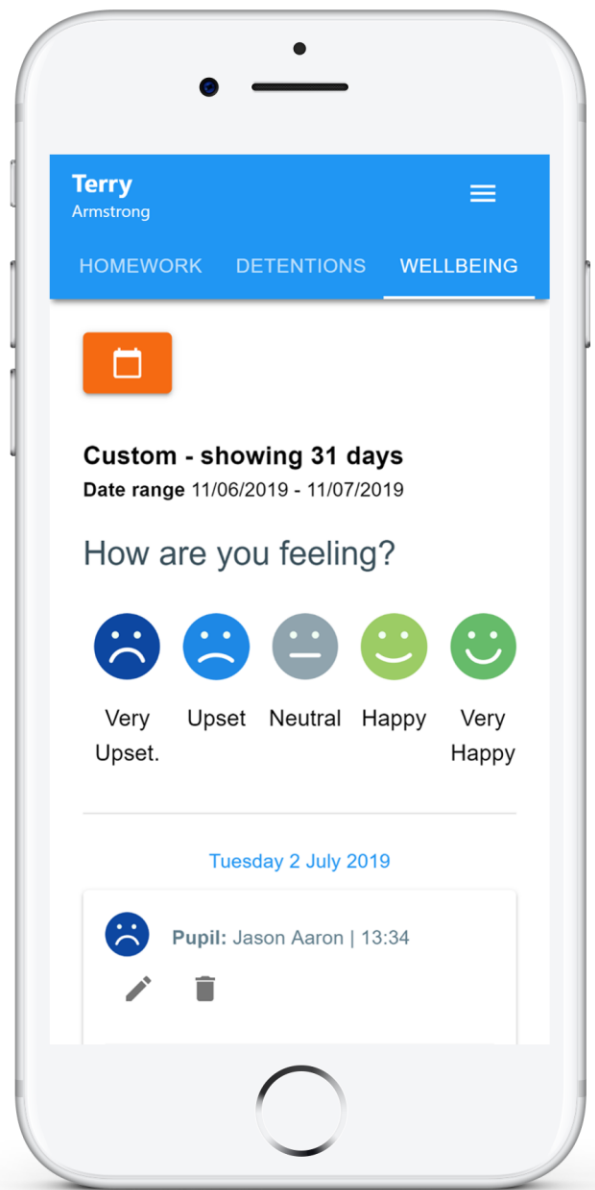 Terry
Armstrong
HOMEWORK DETENTIONS WELLBEING
Custom - showing 31 days
Date range 11/06/2019 - 11/07/2019
How are you feeling?
Very Upset Neutral Happy Very
Upset. Happy
Tuesday 2 July 2019
Pupil: Jason Aaron | 13:34